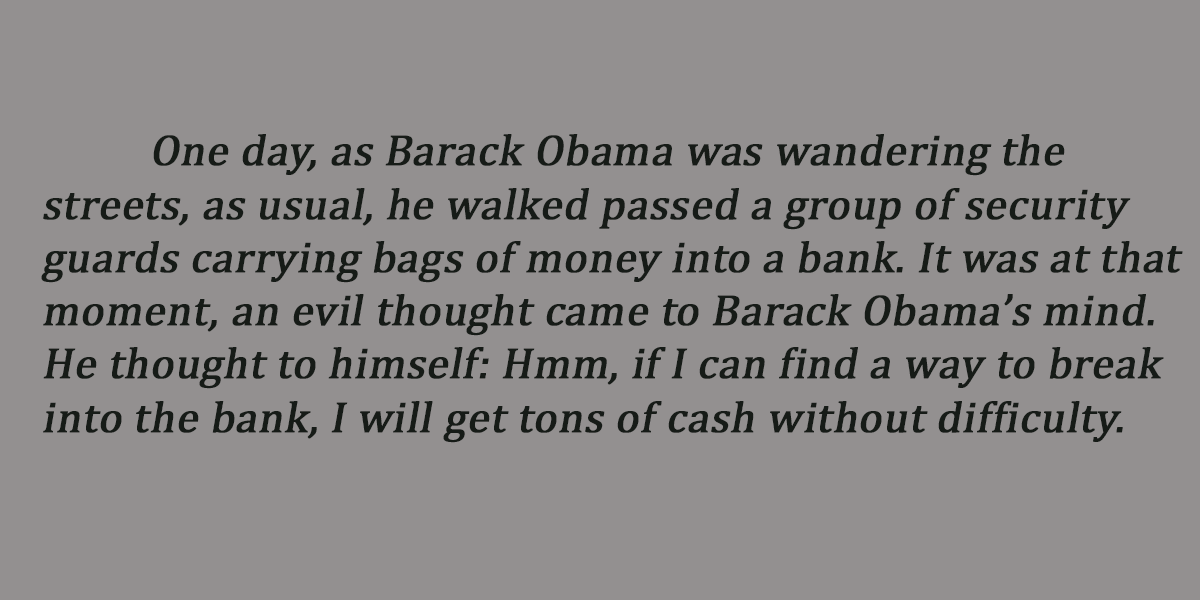 One day, as Barack Obama was wandering the
streets, as usual, he walked passed a group of security
guards carrying bags of money into a bank. It was at that
moment, an evil thought came to Barack Obama’s mind.
He thought to himself: Hmm, if I can find a way to break
into the bank, I will get tons of cash without difficulty.